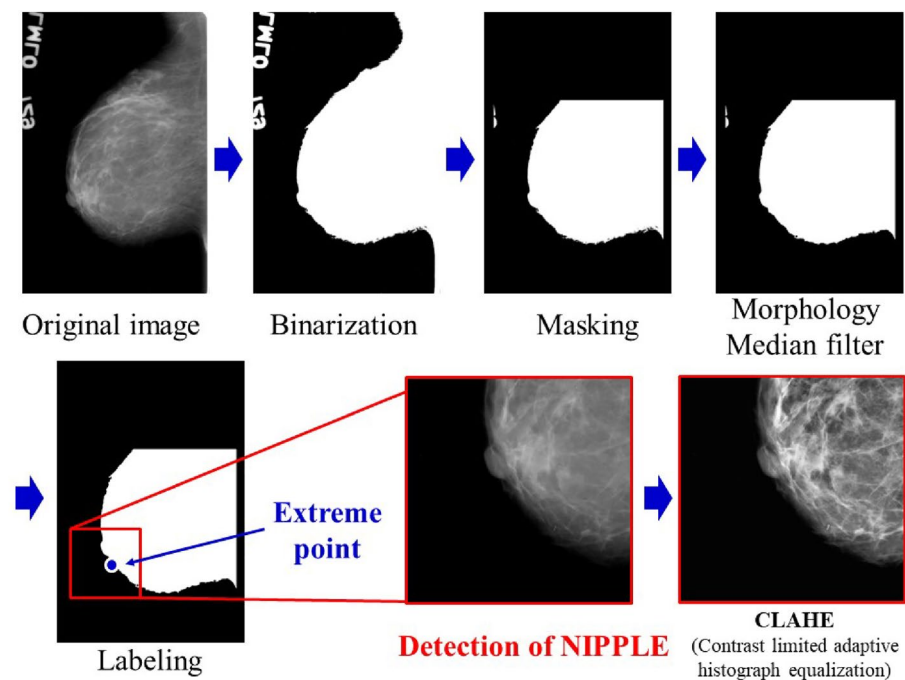 Original image
Binarization
Masking
Morphology
Median filter
Labeling
Extreme
point
Detection of NIPPLE
CLAHE
(Contrast limited adaptive
histograph equalization)